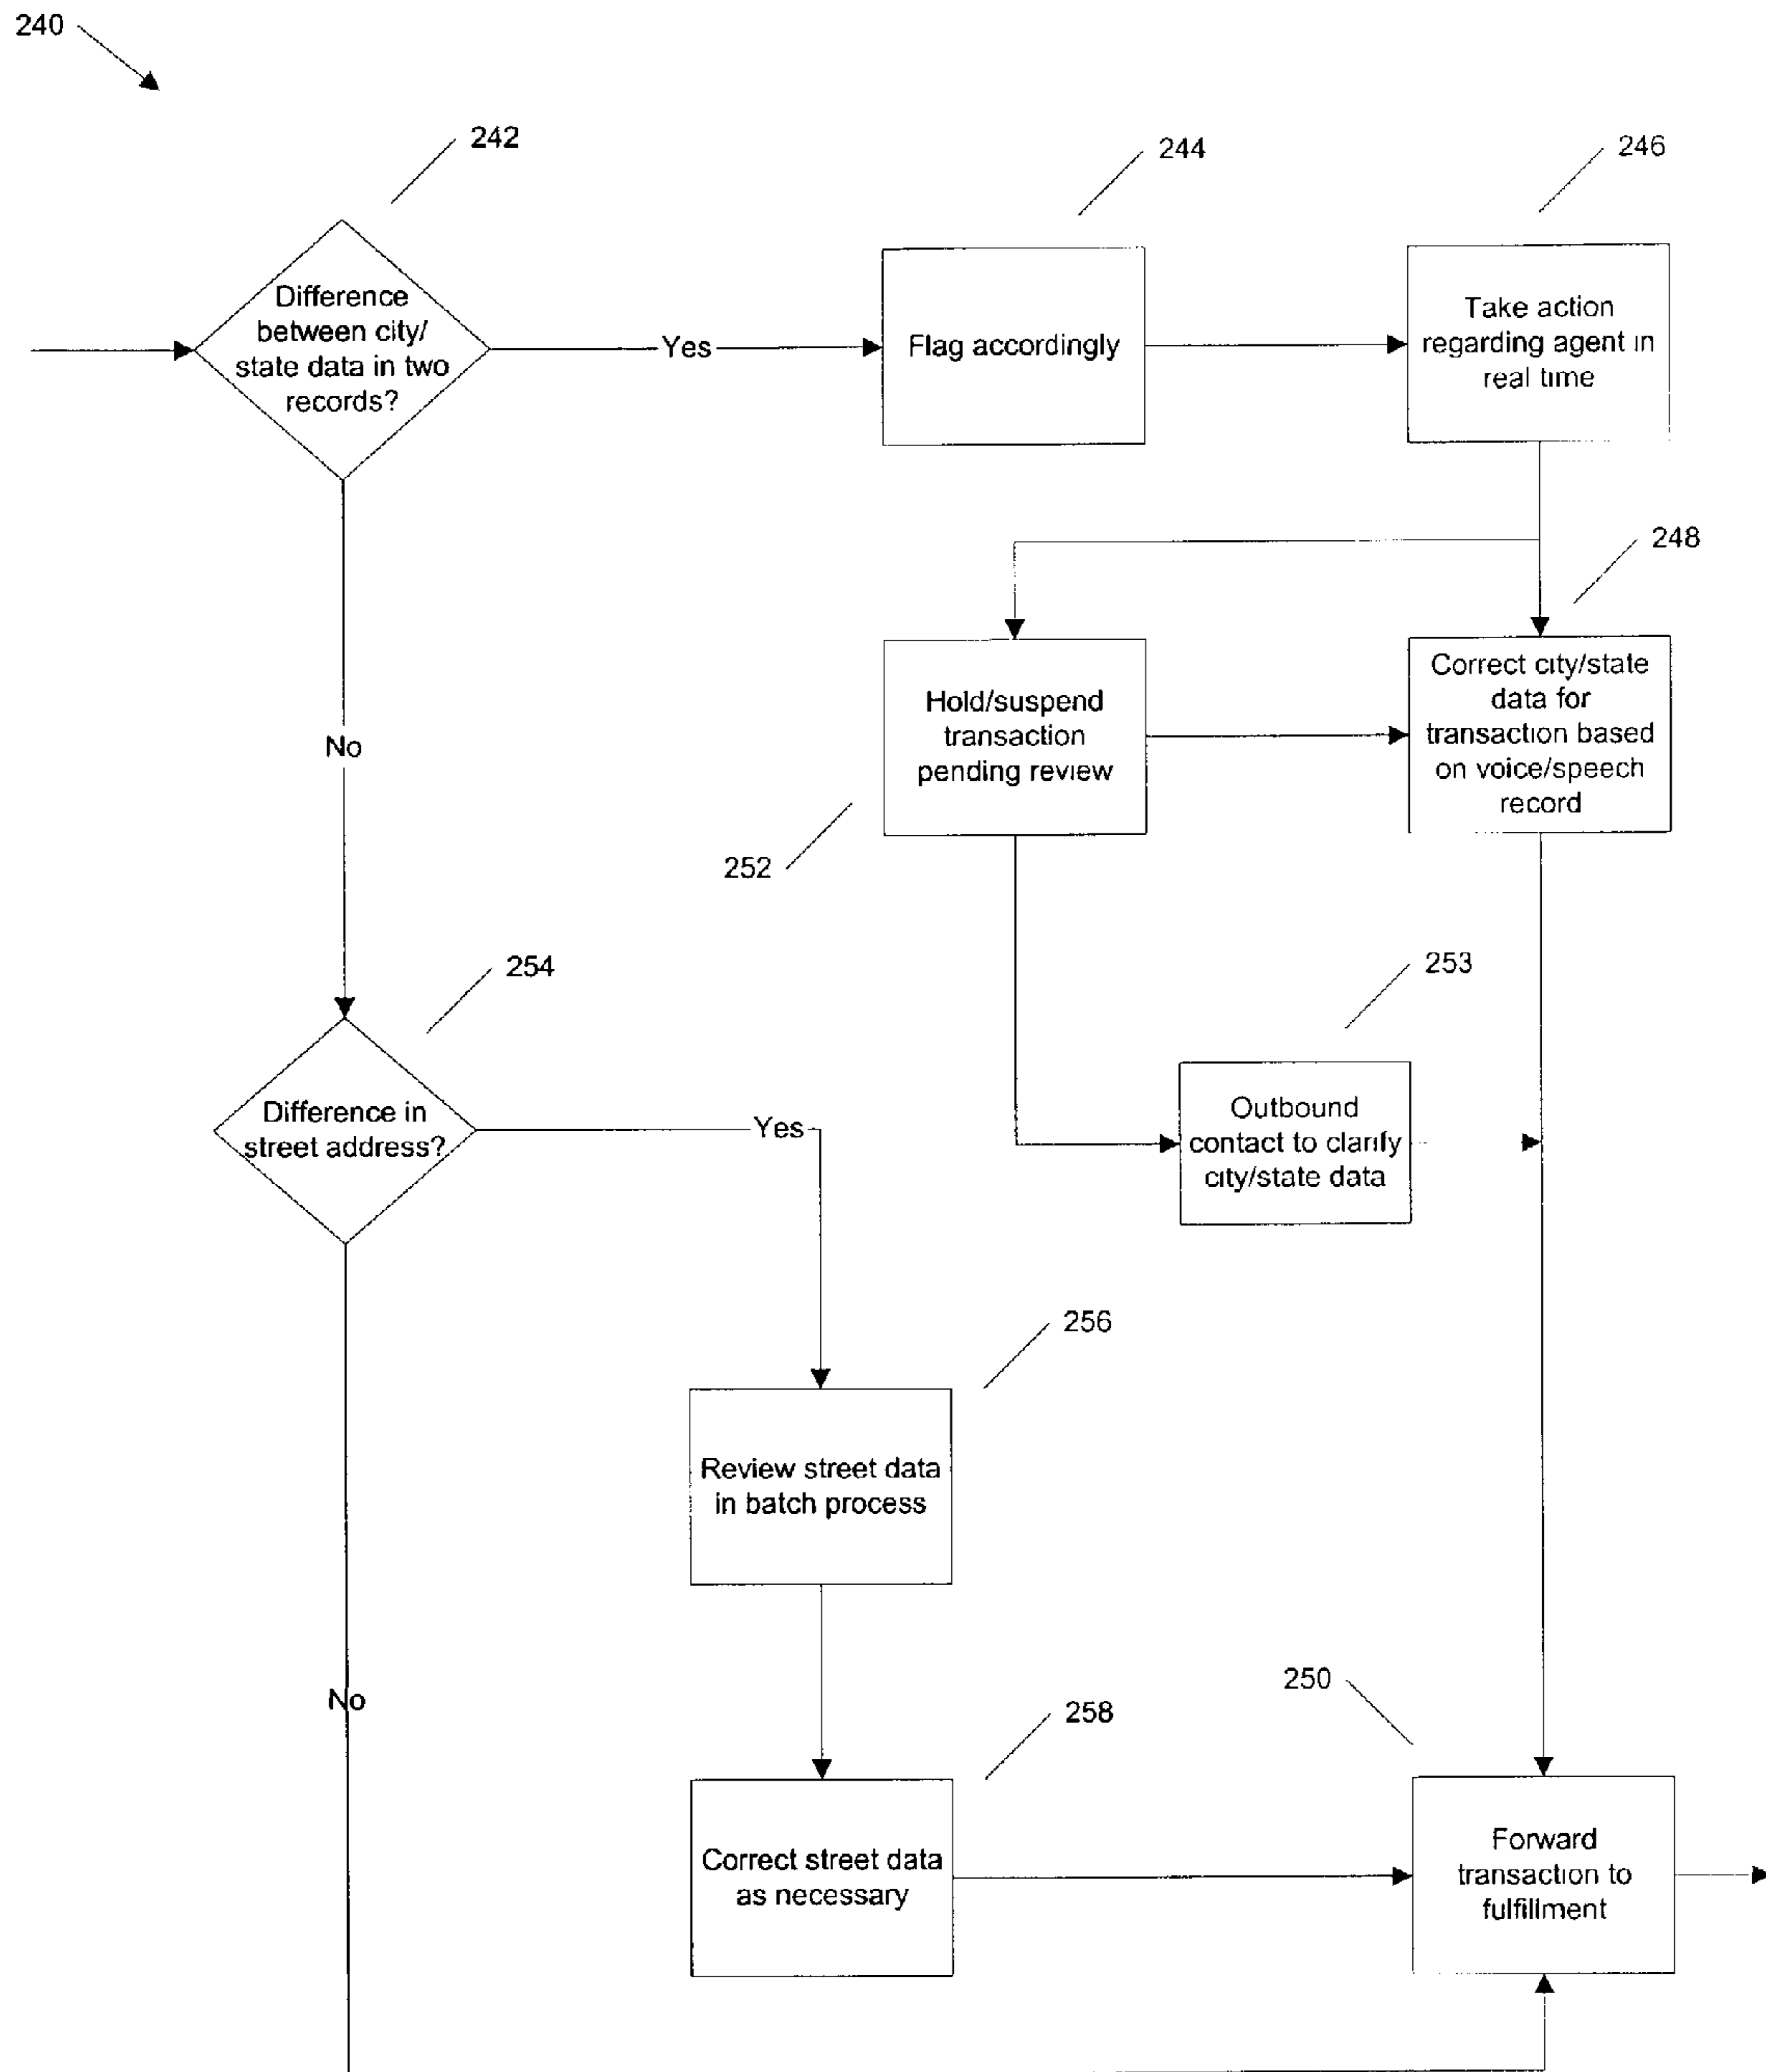 240
242
244
246
Difference
between city/
state data in two
records?
Yes
Flag accordingly
Take action
regarding agent in
real time
248
Hold/suspend
transaction
pending review
Correct city/state
data for
transaction based
on voice/speech
record
No
252
254
253
Difference in
street address?
Yes
Outbound
contact to clarify
city/state data
256
Review street data
in batch process
No
250
258
Correct street data
as necessary
Forward
transaction to
fulfillment